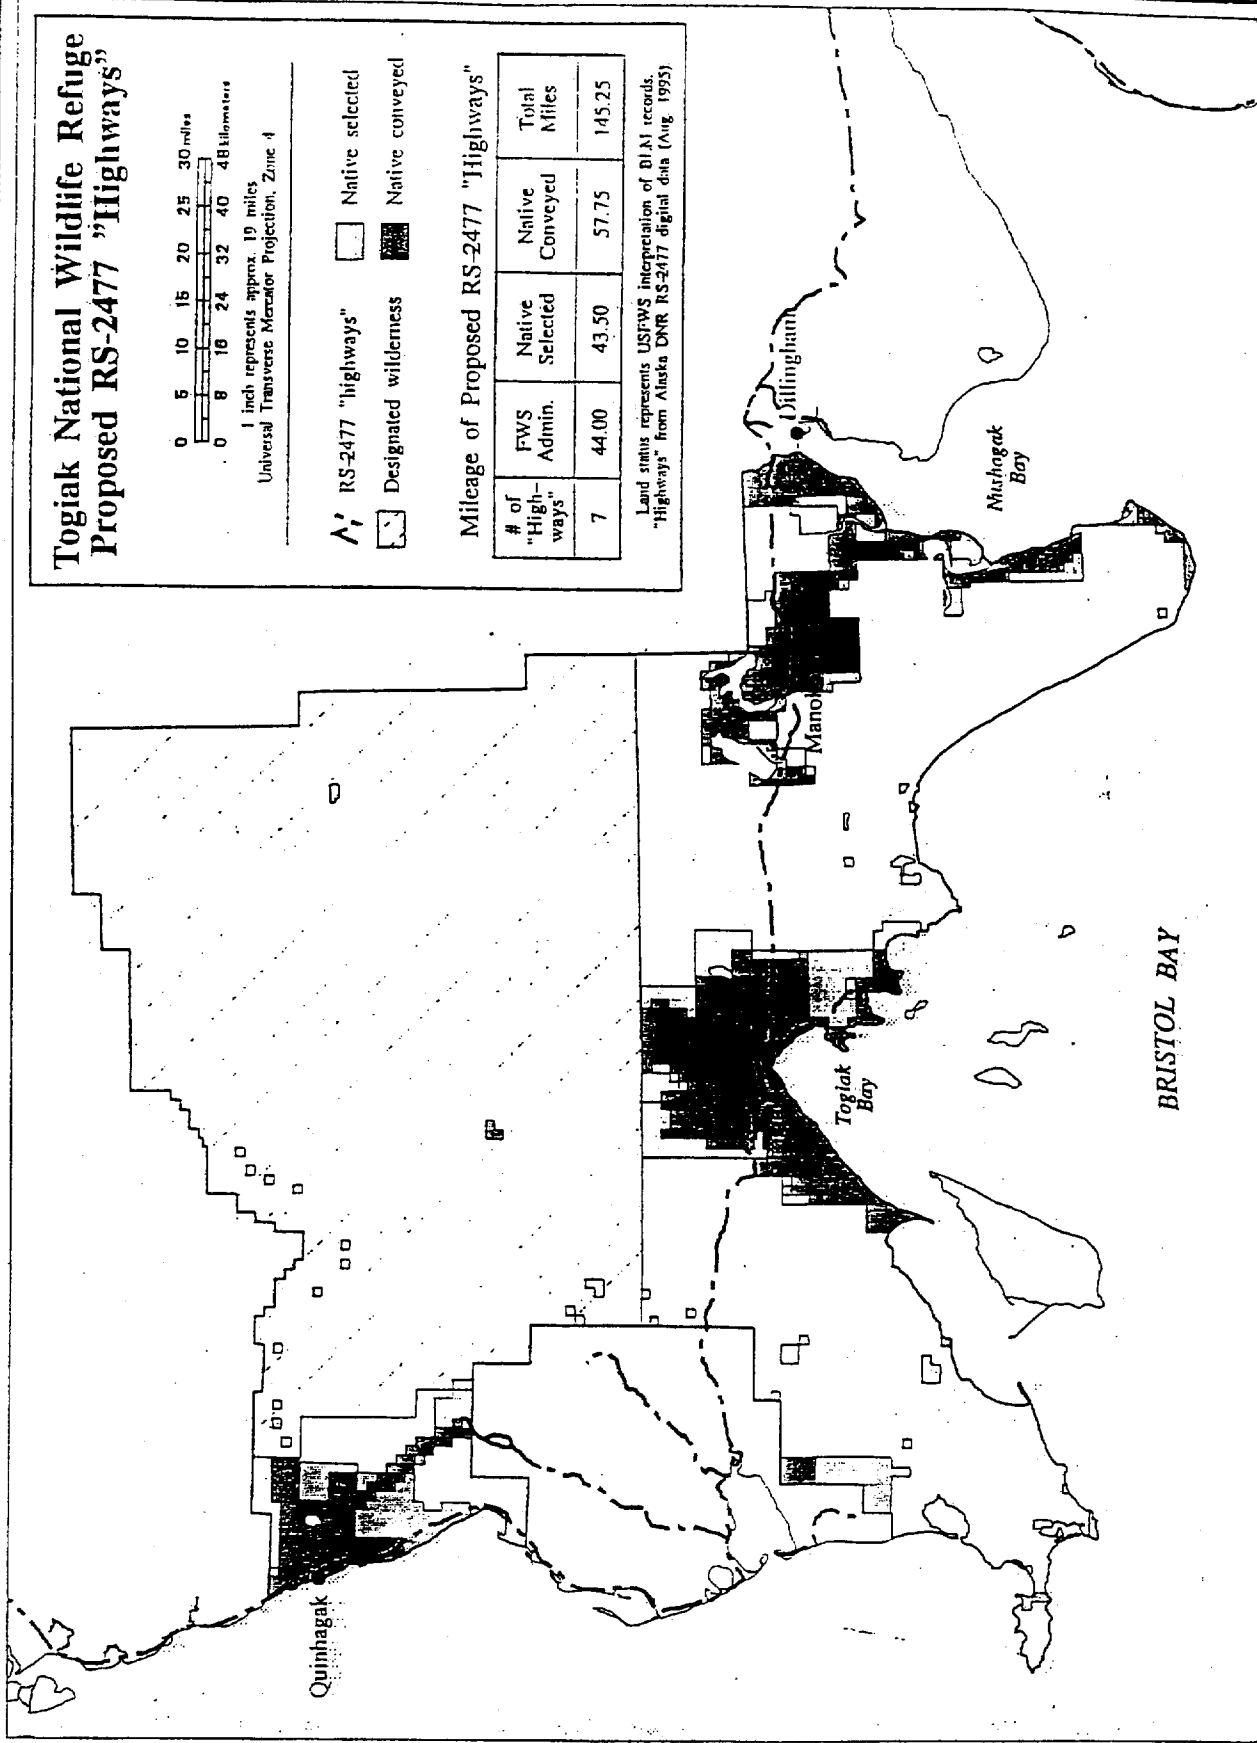 Togiak National Wildlife Refuge
Proposed RS-2477 "Highways"
0 5 10 15 20 25 30 miles
0 8 16 24 32 40 48 kilometers
1 inch represents approx. 19 miles
Universal Transverse Mercator Projection, Zone 4
RS-2477 "highways"
Native selected
Designated wilderness
Native conveyed
Mileage of Proposed RS-2477 "Highways"
# of "High-ways"
FWS Admin.
Native Selected
Native Conveyed
Total Miles
7
44.00
43.50
57.75
145.25
Land status represents USFWS interpretation of BLM records.
"Highways" from Alaska DNR RS-2477 digital data (Aug. 1995)
Quinhagak
Togiak
Bay
Manok
Dillingham
Nushagak
Bay
BRISTOL BAY